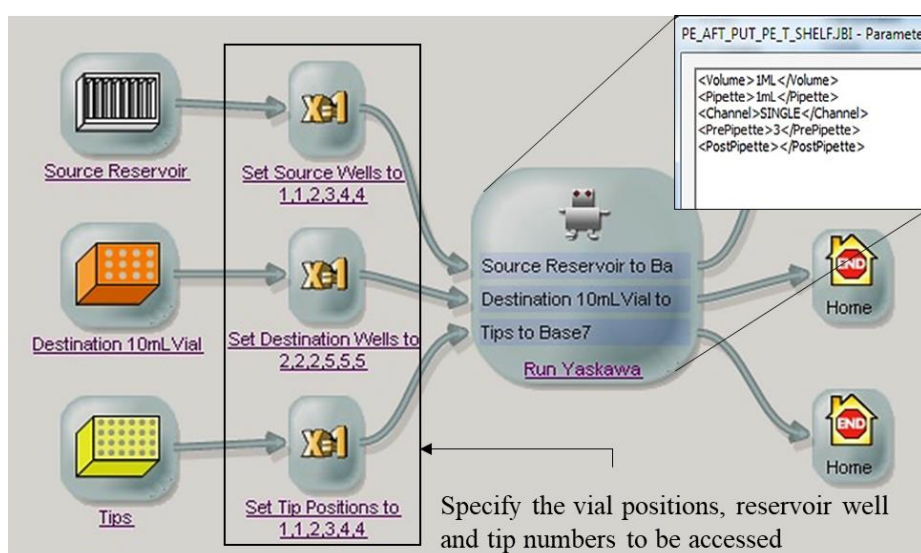 PE_AFT_PUT_PE_T_SHELF.JBI - Paramete
<Volume>1ML</Volume>
<Pipette>1mL</Pipette>
<Channel>SINGLE</Channel>
<PrePipette>3</PrePipette>
<PostPipette></PostPipette>
X=1
Source Reservoir
Set Source Wells to
1,1,2,3,4,4
Source Reservoir to Ba
Destination 10mLVial to
Tips to Base7
Run Yaskawa
X=1
Destination 10mLVial
Set Destination Wells to
2,2,2,5,5,5
END
Home
X=1
Tips
Set Tip Positions to
1,1,2,3,4,4
END
Home
Specify the vial positions, reservoir well
and tip numbers to be accessed